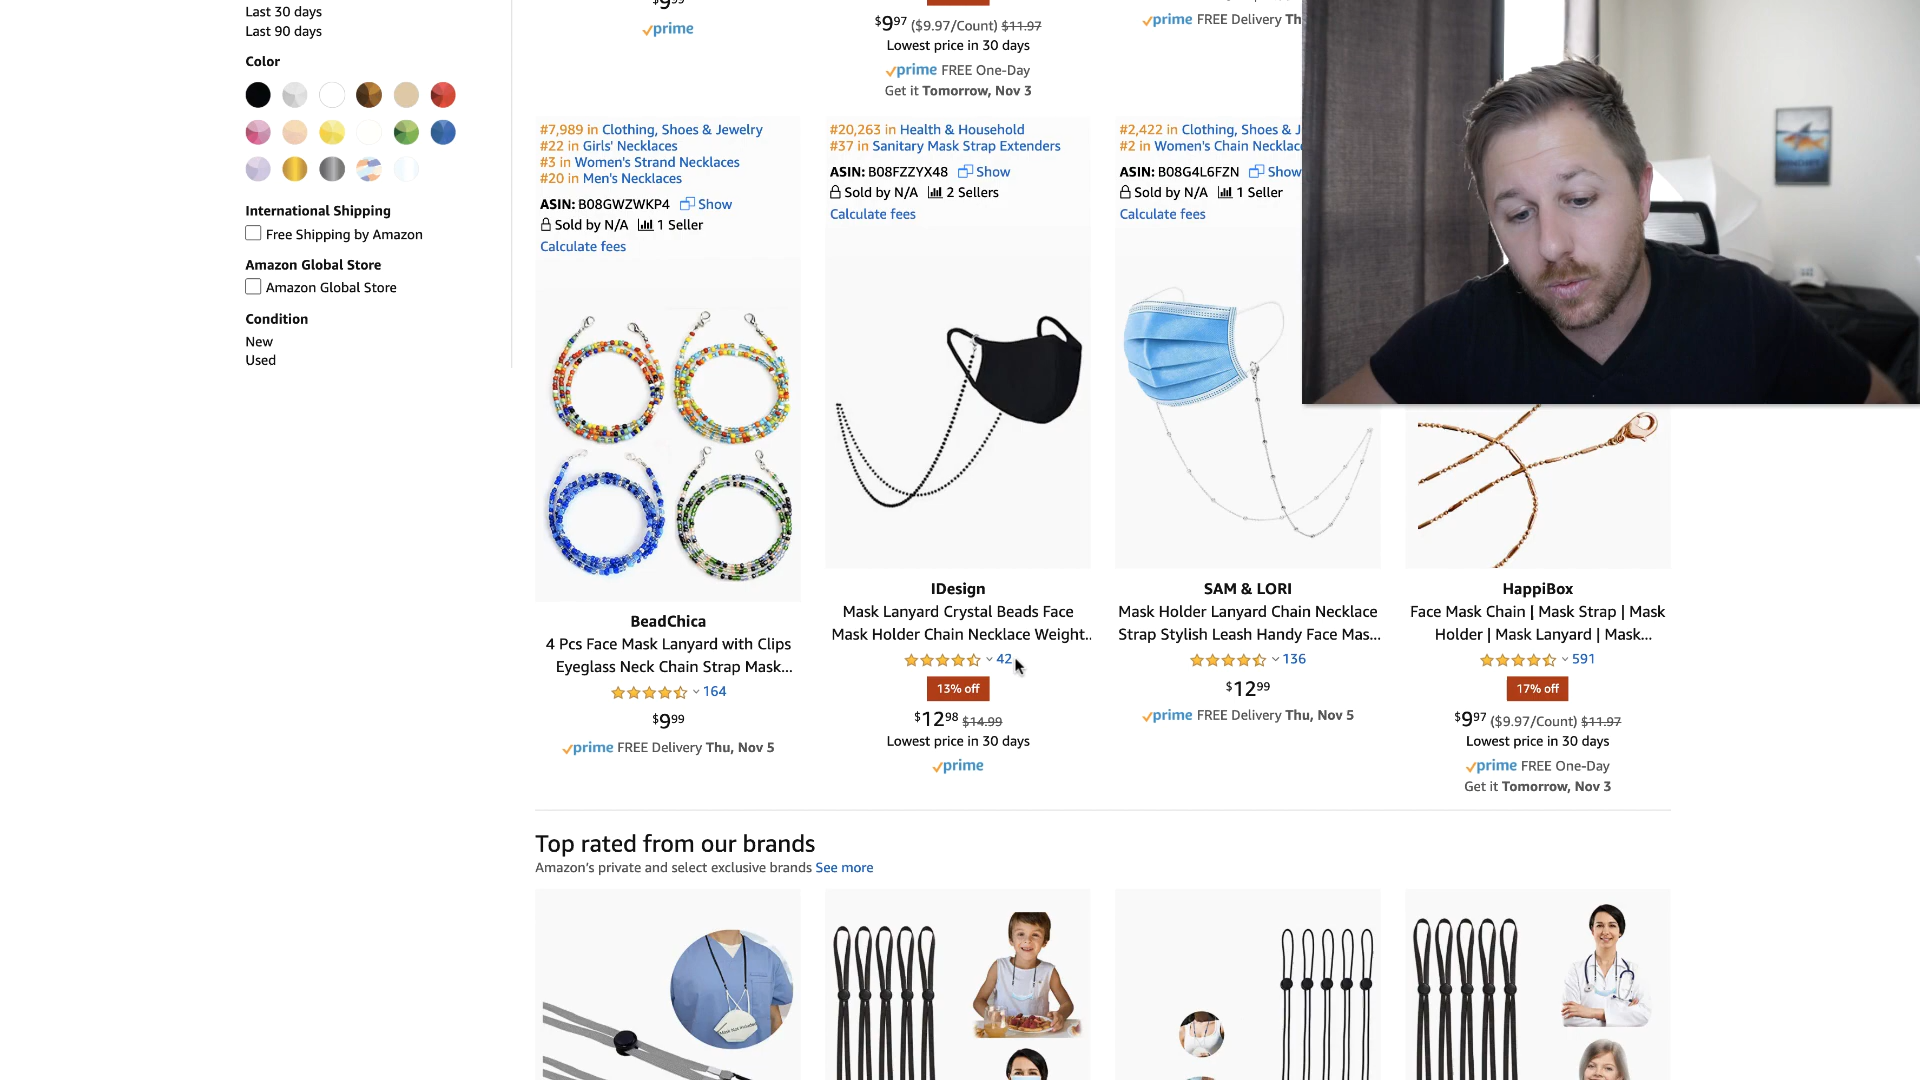 Last 30 days
Last 90 days
Color
International Shipping
Free Shipping by Amazon
Amazon Global Store
Amazon Global Store
Condition
New
Used
$9.99
prime
$9.97 ($9.97/Count) $11.97
Lowest price in 30 days
prime FREE One-Day
Get it Tomorrow, Nov 3
prime FREE Delivery Th
#7,989 in Clothing, Shoes & Jewelry
#22 in Girls' Necklaces
#3 in Women's Strand Necklaces
#20 in Men's Necklaces
ASIN: B08GWZWKP4 Show
Sold by N/A 1 Seller
Calculate fees
BeadChica
4 Pcs Face Mask Lanyard with Clips
Eyeglass Neck Chain Strap Mask...
164
$9.99
prime FREE Delivery Thu, Nov 5
#20,263 in Health & Household
#37 in Sanitary Mask Strap Extenders
ASIN: B08FZZYX48 Show
Sold by N/A 2 Sellers
Calculate fees
IDesign
Mask Lanyard Crystal Beads Face
Mask Holder Chain Necklace Weight..
42
13% off
$12.98 $14.99
Lowest price in 30 days
prime
#2,422 in Clothing, Shoes & J
#2 in Women's Chain Necklac
ASIN: B08G4L6FZN Show
Sold by N/A 1 Seller
Calculate fees
SAM & LORI
Mask Holder Lanyard Chain Necklace
Strap Stylish Leash Handy Face Mas...
136
$12.99
prime FREE Delivery Thu, Nov 5
HappiBox
Face Mask Chain | Mask Strap | Mask
Holder | Mask Lanyard | Mask...
591
17% off
$9.97 ($9.97/Count) $11.97
Lowest price in 30 days
prime FREE One-Day
Get it Tomorrow, Nov 3
Top rated from our brands
Amazon's private and select exclusive brands See more